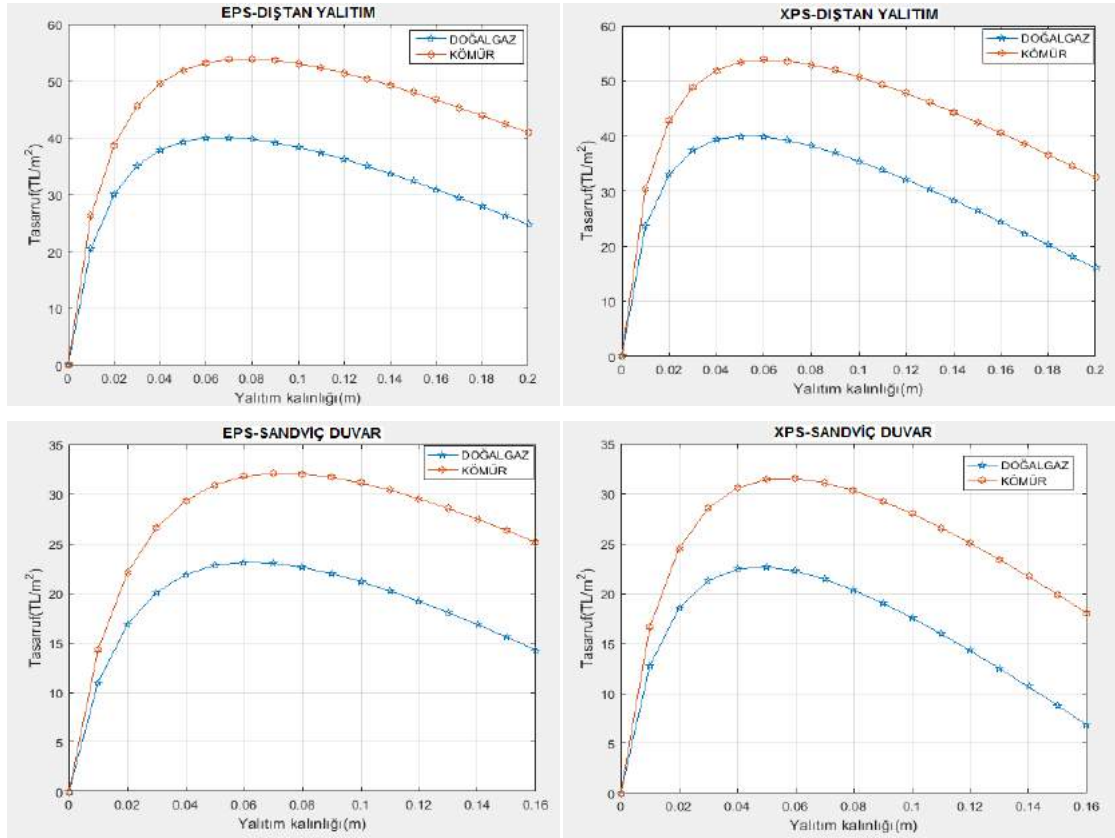 EPS-DIŞTAN YALITIM
DOĞALGAZ
KÖMÜR
Tasarruf(TL/m²)
60
50
40
30
20
10
0
0 0.02 0.04 0.06 0.08 0.1 0.12 0.14 0.16 0.18 0.2
Yalıtım kalınlığı(m)
XPS-DIŞTAN YALITIM
DOĞALGAZ
KÖMÜR
Tasarruf(TL/m²)
60
50
40
30
20
10
0
0 0.02 0.04 0.06 0.08 0.1 0.12 0.14 0.16 0.18 0.2
Yalıtım kalınlığı(m)
EPS-SANDVİÇ DUVAR
DOĞALGAZ
KÖMÜR
Tasarruf(TL/m²)
35
30
25
20
15
10
5
0
0 0.02 0.04 0.06 0.08 0.1 0.12 0.14 0.16
Yalıtım kalınlığı(m)
XPS-SANDVİÇ DUVAR
DOĞALGAZ
KÖMÜR
Tasarruf(TL/m²)
35
30
25
20
15
10
5
0
0 0.02 0.04 0.06 0.08 0.1 0.12 0.14 0.16
Yalıtım kalınlığı(m)